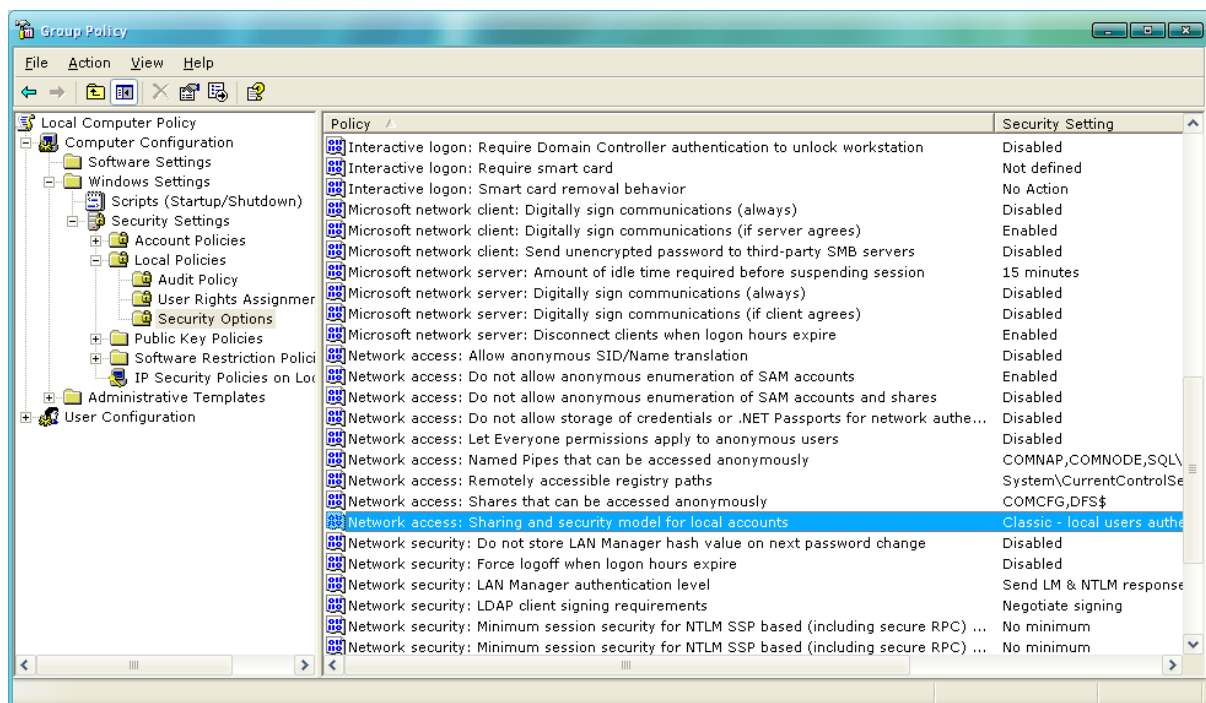 Group Policy
File Action View Help
Local Computer Policy
Computer Configuration
Software Settings
Windows Settings
Scripts (Startup/Shutdown)
Security Settings
Account Policies
Local Policies
Audit Policy
User Rights Assignmer
Security Options
Public Key Policies
Software Restriction Polici
IP Security Policies on Loc
Administrative Templates
User Configuration
Policy Security Setting
Interactive logon: Require Domain Controller authentication to unlock workstation Disabled
Interactive logon: Require smart card Not defined
Interactive logon: Smart card removal behavior No Action
Microsoft network client: Digitally sign communications (always) Disabled
Microsoft network client: Digitally sign communications (if server agrees) Enabled
Microsoft network client: Send unencrypted password to third-party SMB servers Disabled
Microsoft network server: Amount of idle time required before suspending session 15 minutes
Microsoft network server: Digitally sign communications (always) Disabled
Microsoft network server: Digitally sign communications (if client agrees) Disabled
Microsoft network server: Disconnect clients when logon hours expire Enabled
Network access: Allow anonymous SID/Name translation Disabled
Network access: Do not allow anonymous enumeration of SAM accounts Enabled
Network access: Do not allow anonymous enumeration of SAM accounts and shares Disabled
Network access: Do not allow storage of credentials or .NET Passports for network authe... Disabled
Network access: Let Everyone permissions apply to anonymous users Disabled
Network access: Named Pipes that can be accessed anonymously COMNAP,COMNODE,SQL\
Network access: Remotely accessible registry paths System\CurrentControlSe
Network access: Shares that can be accessed anonymously COMCFG,DFS$
Network access: Sharing and security model for local accounts Classic - local users authe
Network security: Do not store LAN Manager hash value on next password change Disabled
Network security: Force logoff when logon hours expire Disabled
Network security: LAN Manager authentication level Send LM & NTLM response
Network security: LDAP client signing requirements Negotiate signing
Network security: Minimum session security for NTLM SSP based (including secure RPC) ... No minimum
Network security: Minimum session security for NTLM SSP based (including secure RPC) ... No minimum